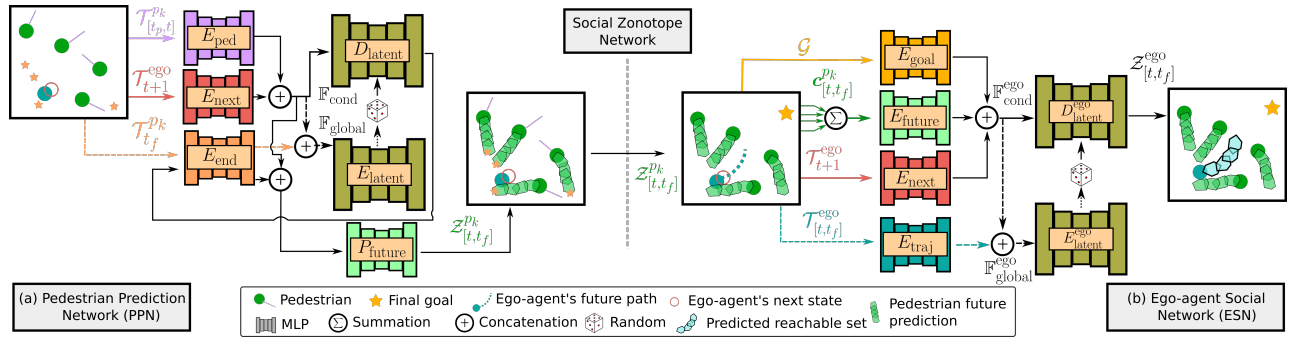 𝒯^{p_k}_{[t_p,t]}
E_ped
𝒯^{ego}_{t+1}
E_next
𝒯^{p_k}_{t_f}
E_end
D_latent
𝔽_cond
𝔽_global
E_latent
P_future
𝒵^{p_k}_{[t,t_f]}
Social Zonotope
Network
𝒵^{p_k}_{[t,t_f]}
𝒢
E_goal
c^{p_k}_{[t,t_f]}
Σ
E_future
𝒯^{ego}_{t+1}
E_next
𝒯^{ego}_{[t,t_f]}
E_traj
𝔽^{ego}_{cond}
D^{ego}_{latent}
𝔽^{ego}_{global}
E^{ego}_{latent}
𝒵^{ego}_{[t,t_f]}
(a) Pedestrian Prediction
Network (PPN)
Pedestrian
Final goal
Ego-agent's future path
Ego-agent's next state
Pedestrian future
prediction
MLP
Σ Summation
+ Concatenation
Random
Predicted reachable set
(b) Ego-agent Social
Network (ESN)